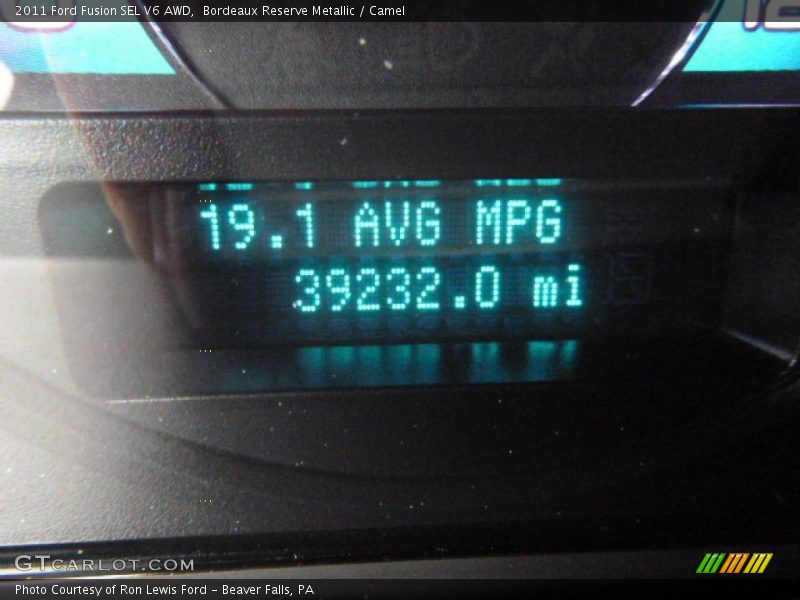 2011 Ford Fusion SEL V6 AWD, Bordeaux Reserve Metallic / Camel
19.1 AVG MPG
39232.0 mi
GTCARLOT.COM
Photo Courtesy of Ron Lewis Ford - Beaver Falls, PA